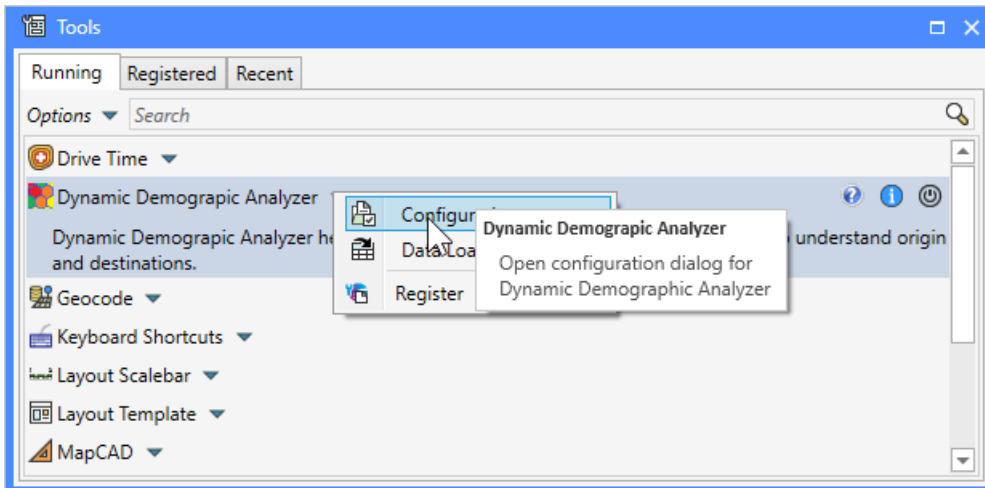 Tools
Running Registered Recent
Options Search
Drive Time
Dynamic Demograpic Analyzer
Dynamic Demograpic Analyzer understand origin
and destinations.
Data
Register
Dynamic Demograpic Analyzer
Open configuration dialog for
Dynamic Demographic Analyzer
Geocode
Keyboard Shortcuts
Layout Scalebar
Layout Template
MapCAD